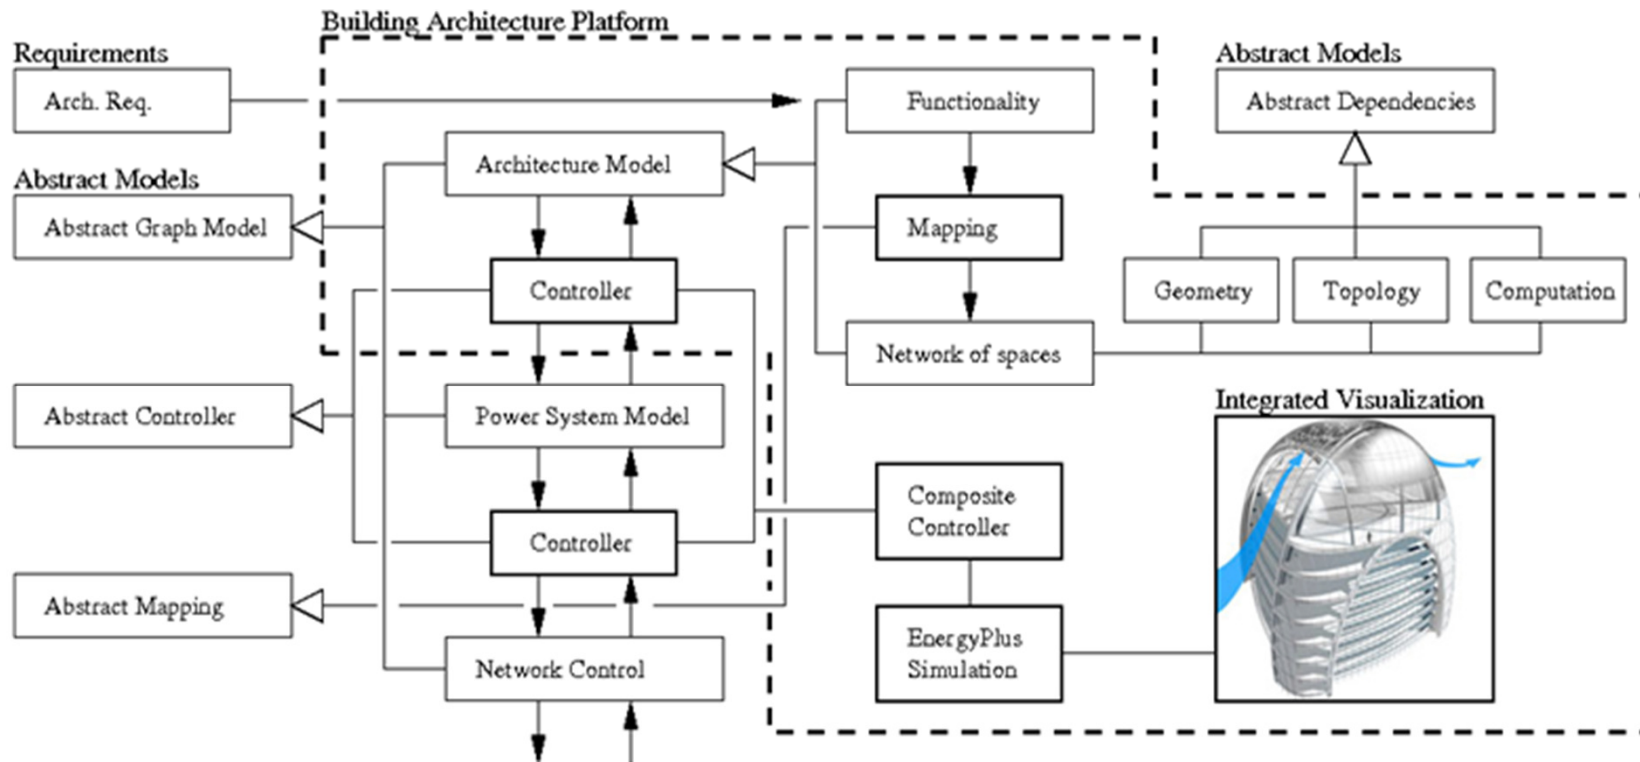 Building Architecture Platform
Requirements
Arch. Req.
Functionality
Abstract Models
Abstract Dependencies
Architecture Model
Abstract Models
Abstract Graph Model
Mapping
Controller
Geometry
Topology
Computation
Network of spaces
Abstract Controller
Power System Model
Integrated Visualization
Composite
Controller
Controller
Abstract Mapping
EnergyPlus
Simulation
Network Control